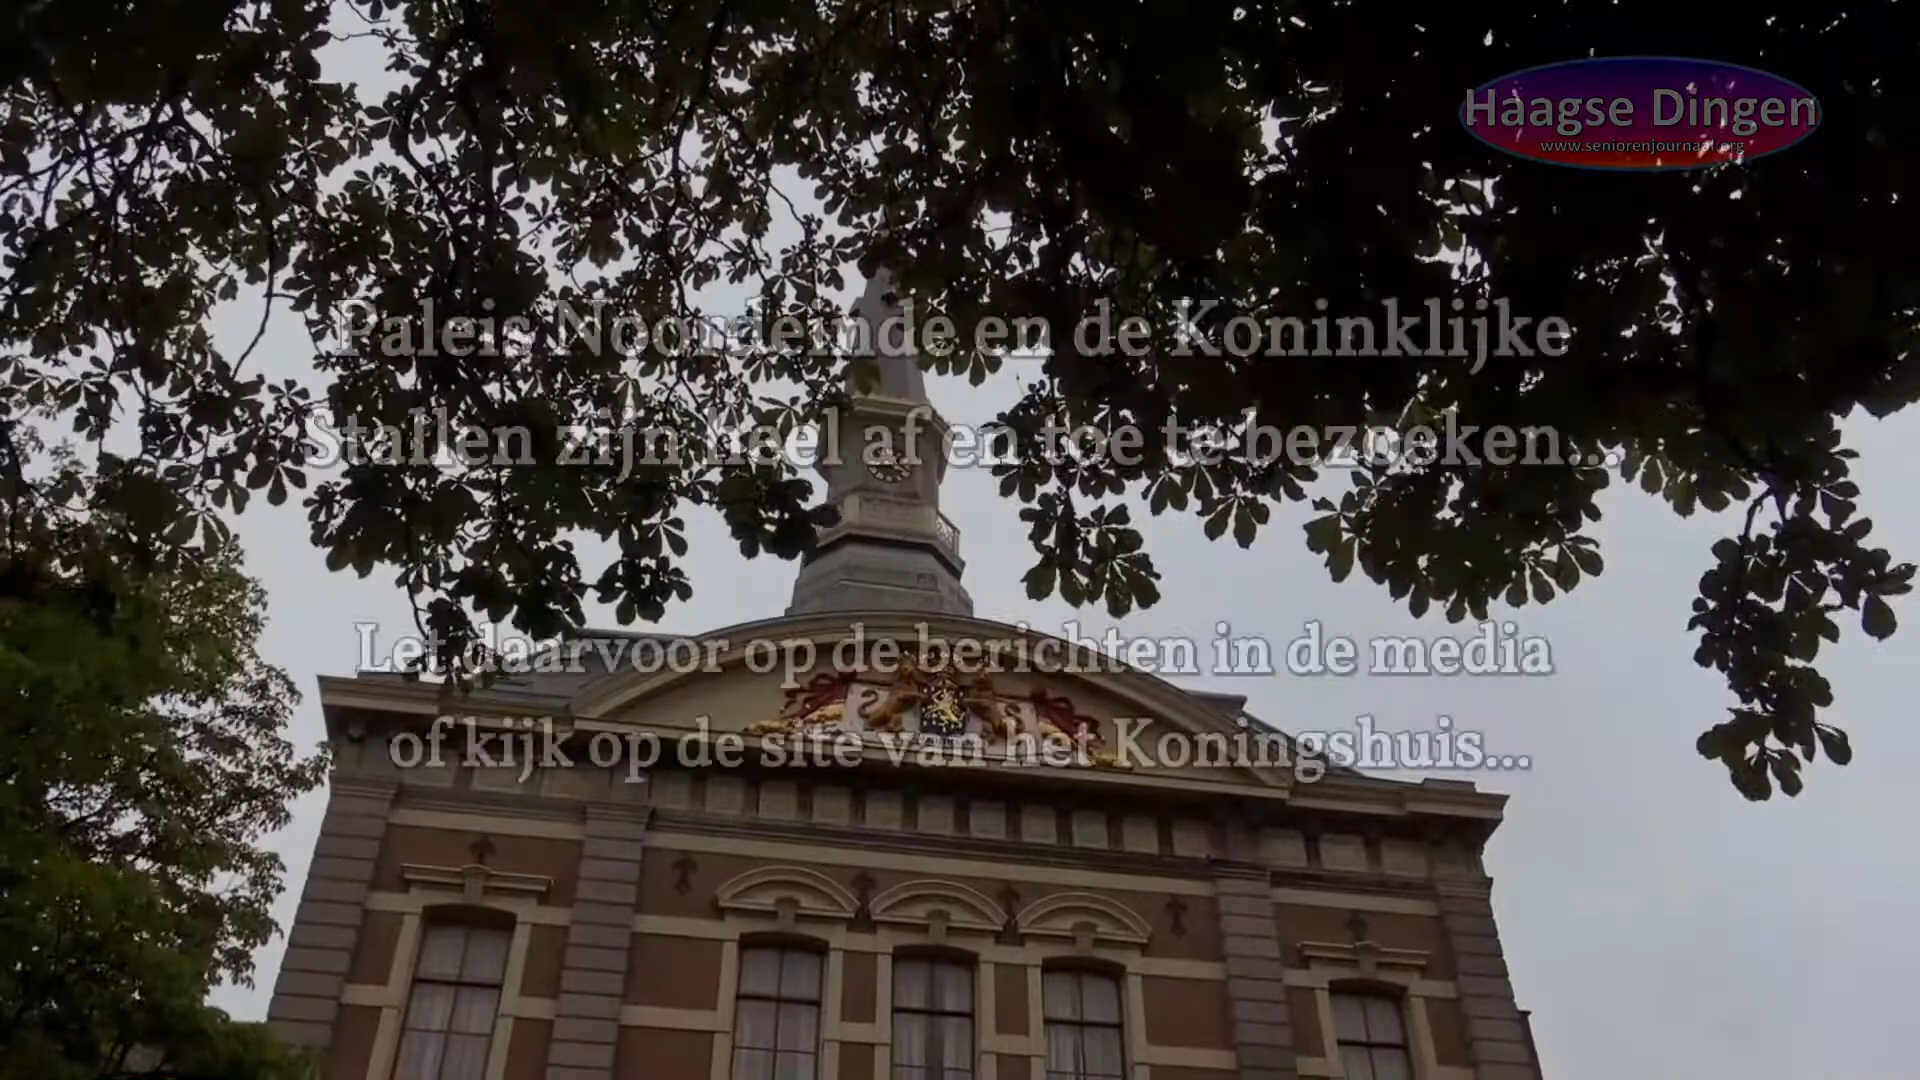 Haagse Dingen
www.seniorenjournaal.org
Paleis Noordeinde en de Koninklijke
Stallen zijn heel af en toe te bezoeken...
Let daarvoor op de berichten in de media
of kijk op de site van het Koningshuis...